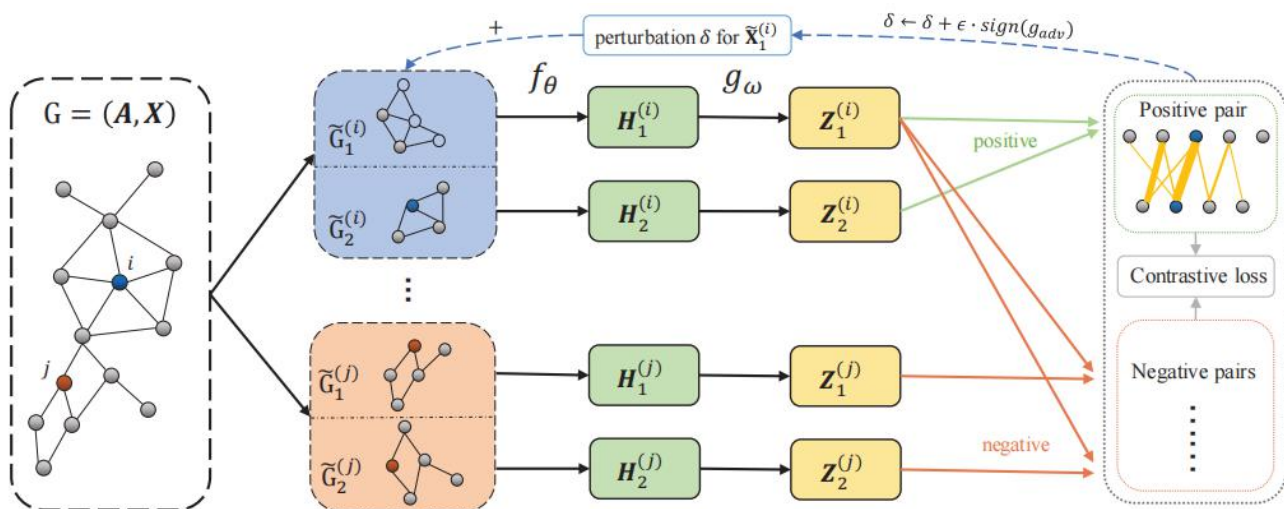 δ ← δ + ϵ · sign(g_adv)
+
perturbation δ for X̃₁⁽ⁱ⁾
G = (A, X)
f_θ
g_ω
G̃₁⁽ⁱ⁾
H₁⁽ⁱ⁾
Z₁⁽ⁱ⁾
positive
Positive pair
G̃₂⁽ⁱ⁾
H₂⁽ⁱ⁾
Z₂⁽ⁱ⁾
i
Contrastive loss
⋮
j
G̃₁⁽ʲ⁾
H₁⁽ʲ⁾
Z₁⁽ʲ⁾
Negative pairs
negative
G̃₂⁽ʲ⁾
H₂⁽ʲ⁾
Z₂⁽ʲ⁾